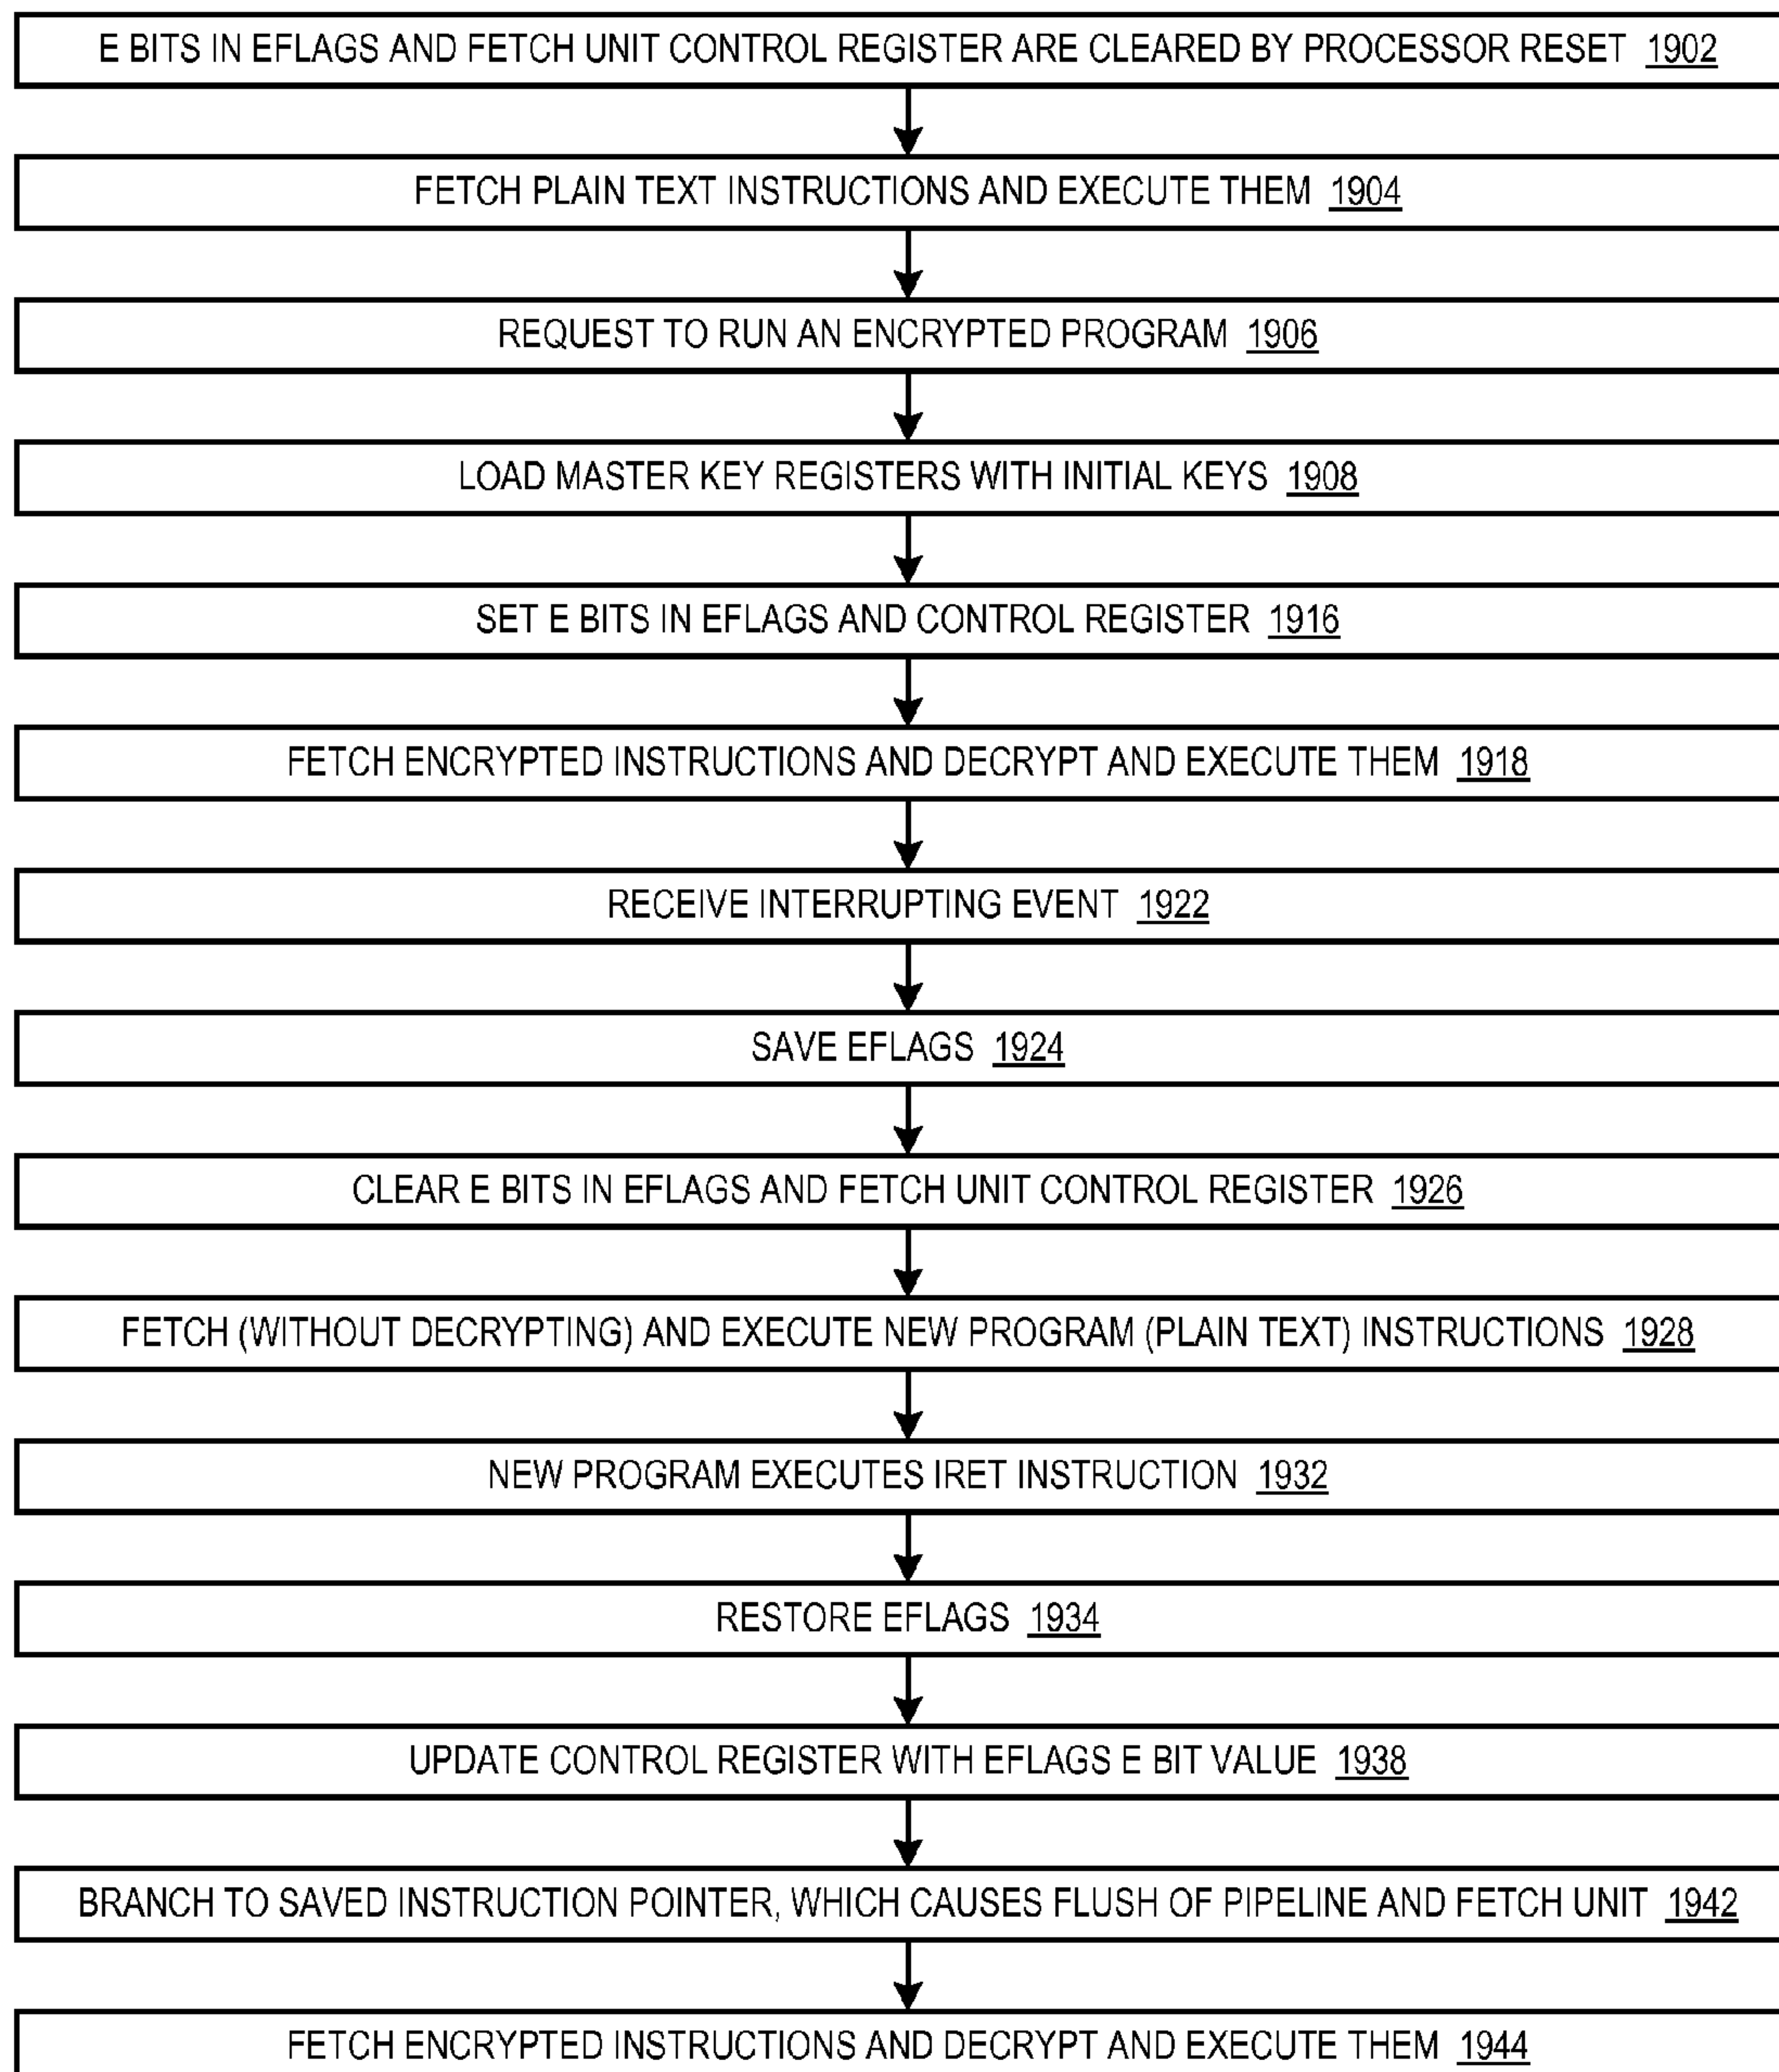 E BITS IN EFLAGS AND FETCH UNIT CONTROL REGISTER ARE CLEARED BY PROCESSOR RESET 1902
FETCH PLAIN TEXT INSTRUCTIONS AND EXECUTE THEM 1904
REQUEST TO RUN AN ENCRYPTED PROGRAM 1906
LOAD MASTER KEY REGISTERS WITH INITIAL KEYS 1908
SET E BITS IN EFLAGS AND CONTROL REGISTER 1916
FETCH ENCRYPTED INSTRUCTIONS AND DECRYPT AND EXECUTE THEM 1918
RECEIVE INTERRUPTING EVENT 1922
SAVE EFLAGS 1924
CLEAR E BITS IN EFLAGS AND FETCH UNIT CONTROL REGISTER 1926
FETCH (WITHOUT DECRYPTING) AND EXECUTE NEW PROGRAM (PLAIN TEXT) INSTRUCTIONS 1928
NEW PROGRAM EXECUTES IRET INSTRUCTION 1932
RESTORE EFLAGS 1934
UPDATE CONTROL REGISTER WITH EFLAGS E BIT VALUE 1938
BRANCH TO SAVED INSTRUCTION POINTER, WHICH CAUSES FLUSH OF PIPELINE AND FETCH UNIT 1942
FETCH ENCRYPTED INSTRUCTIONS AND DECRYPT AND EXECUTE THEM 1944